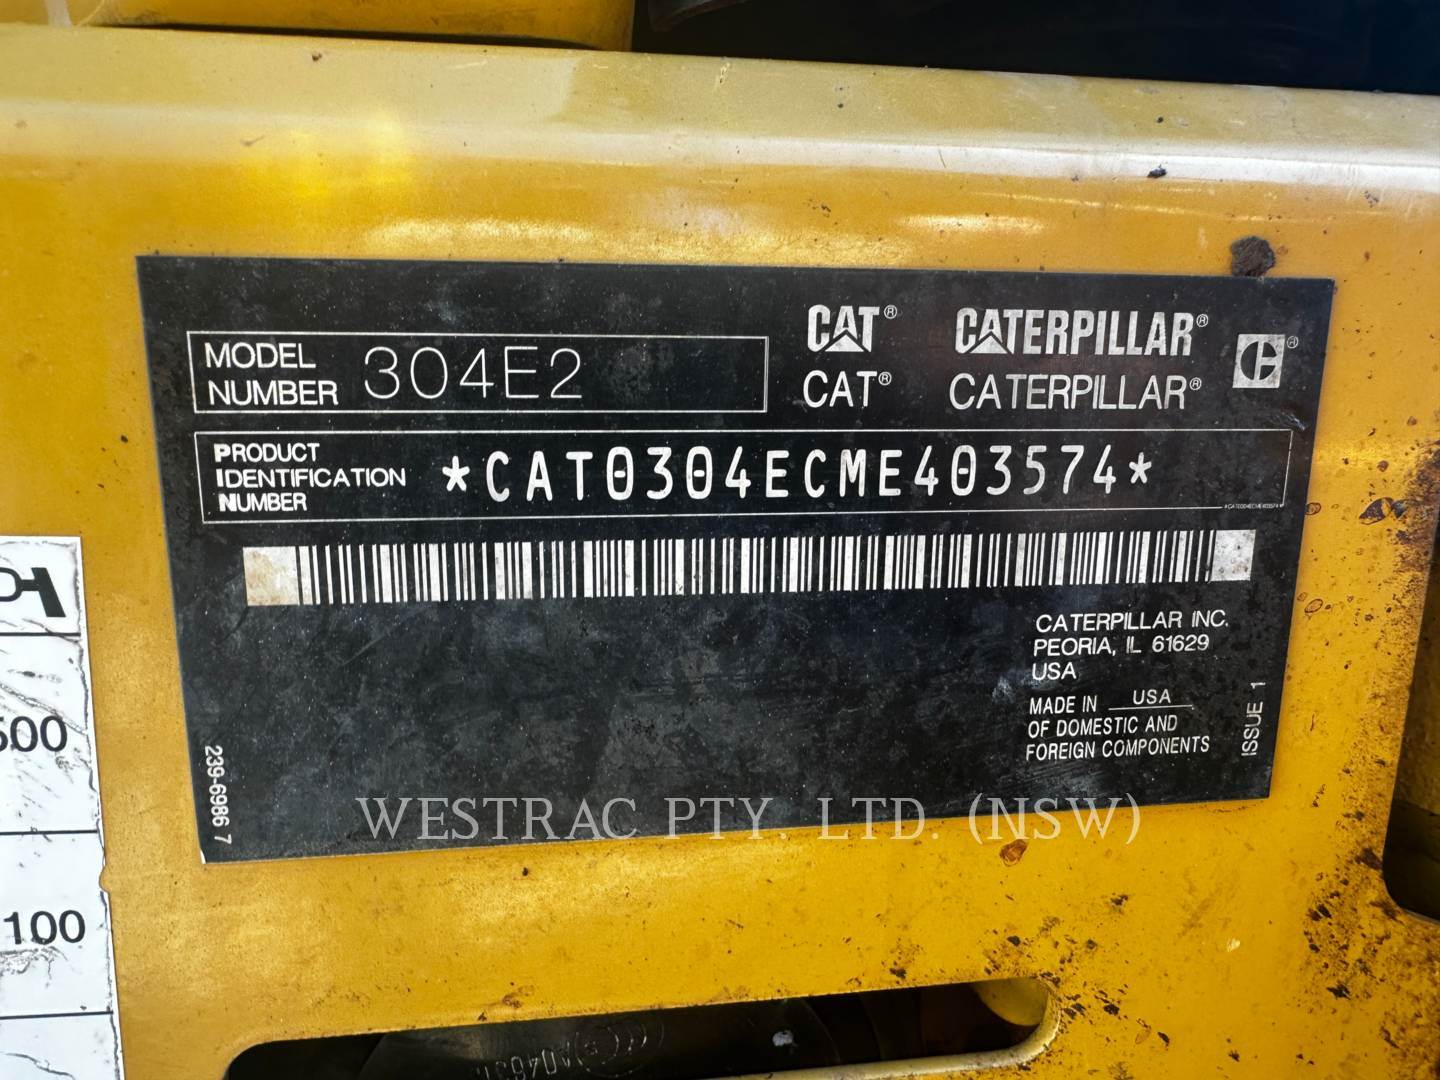 MODEL NUMBER 304E2
CAT® CATERPILLAR®
CAT® CATERPILLAR®
PRODUCT
IDENTIFICATION
NUMBER
*CAT0304ECME403574*
CATERPILLAR INC.
PEORIA, IL 61629
USA
MADE IN USA
OF DOMESTIC AND
FOREIGN COMPONENTS
ISSUE 1
239-6986 7
WESTRAC PTY. LTD. (NSW)
100